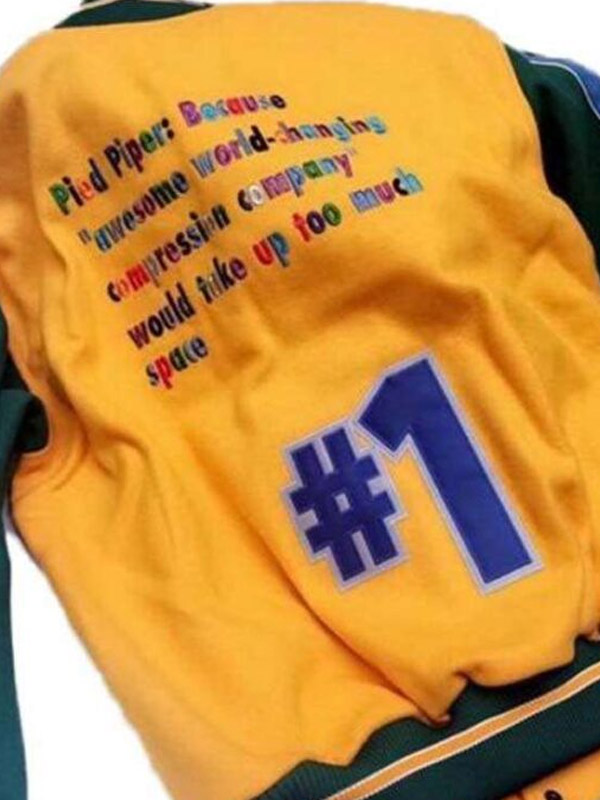 Pied Piper: Because
"awesome world-changing
compression company"
would take up too much
space
#1